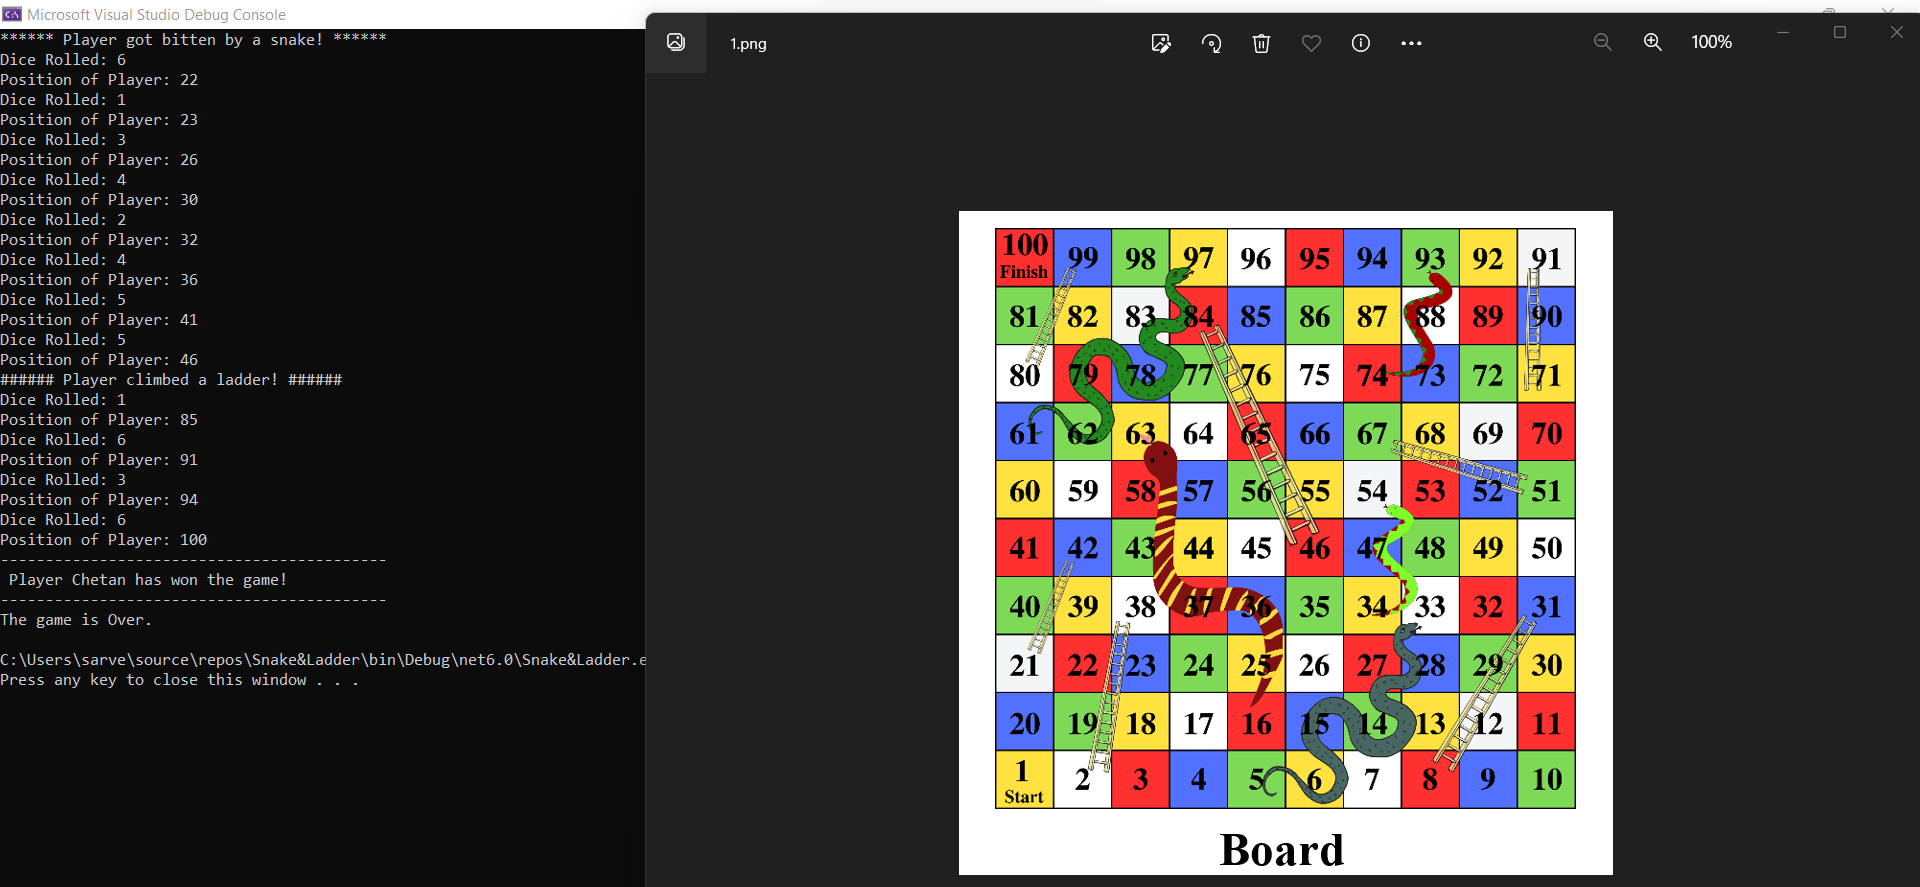 Microsoft Visual Studio Debug Console
****** Player got bitten by a snake! ******
Dice Rolled: 6
Position of Player: 22
Dice Rolled: 1
Position of Player: 23
Dice Rolled: 3
Position of Player: 26
Dice Rolled: 4
Position of Player: 30
Dice Rolled: 2
Position of Player: 32
Dice Rolled: 4
Position of Player: 36
Dice Rolled: 5
Position of Player: 41
Dice Rolled: 5
Position of Player: 46
###### Player climbed a ladder! ######
Dice Rolled: 1
Position of Player: 85
Dice Rolled: 6
Position of Player: 91
Dice Rolled: 3
Position of Player: 94
Dice Rolled: 6
Position of Player: 100
-------------------------------------------
Player Chetan has won the game!
-------------------------------------------
The game is Over.
C:\Users\sarve\source\repos\Snake&Ladder\bin\Debug\net6.0\Snake&Ladder.e
Press any key to close this window . . .
1.png
100%
100 99 98 97 96 95 94 93 92 91
Finish
81 82 83 84 85 86 87 88 89 90
80 79 78 77 76 75 74 73 72 71
61 62 63 64 65 66 67 68 69 70
60 59 58 57 56 55 54 53 52 51
41 42 43 44 45 46 47 48 49 50
40 39 38 37 36 35 34 33 32 31
21 22 23 24 25 26 27 28 29 30
20 19 18 17 16 15 14 13 12 11
1 2 3 4 5 6 7 8 9 10
Start
Board